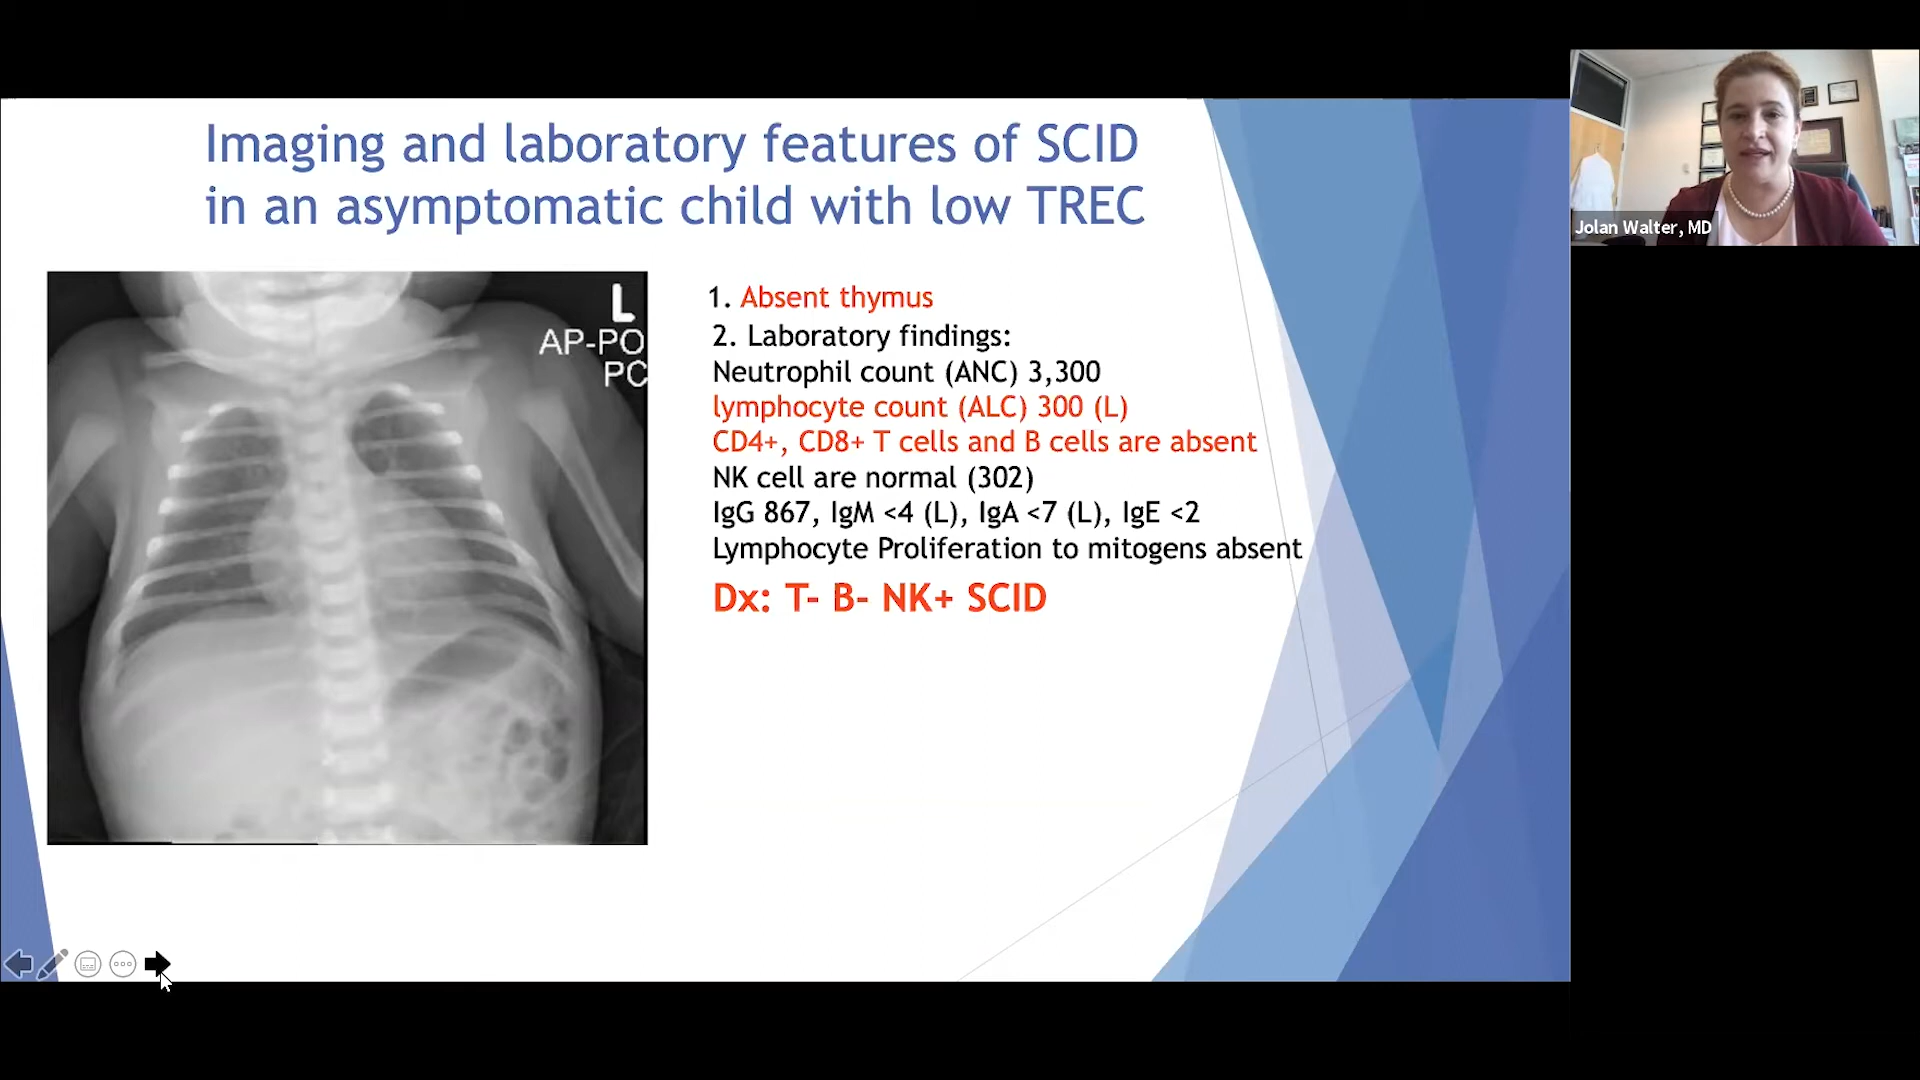 Imaging and laboratory features of SCID
in an asymptomatic child with low TREC
L
AP-PO
PC
1. Absent thymus
2. Laboratory findings:
Neutrophil count (ANC) 3,300
lymphocyte count (ALC) 300 (L)
CD4+, CD8+ T cells and B cells are absent
NK cell are normal (302)
IgG 867, IgM <4 (L), IgA <7 (L), IgE <2
Lymphocyte Proliferation to mitogens absent
Dx: T- B- NK+ SCID
Jolan Walter, MD